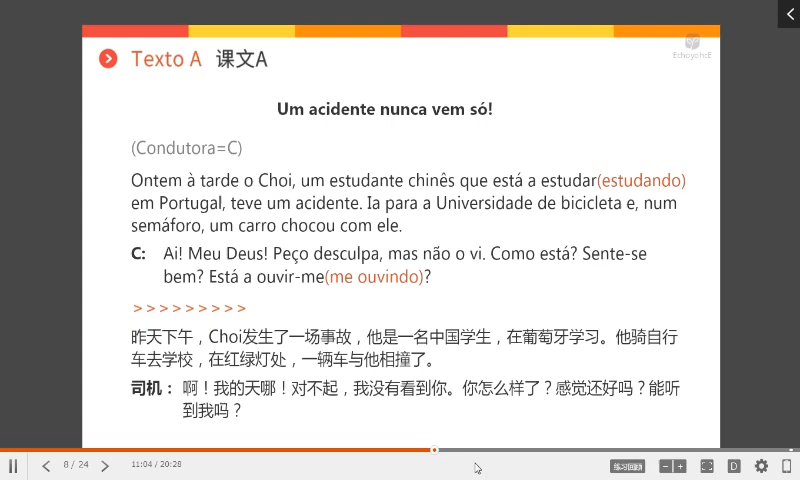 Texto A 课文A
EchoyoncE
Um acidente nunca vem só!
(Condutora=C)
Ontem à tarde o Choi, um estudante chinês que está a estudar(estudando)
em Portugal, teve um acidente. Ia para a Universidade de bicicleta e, num
semáforo, um carro chocou com ele.
C: Ai! Meu Deus! Peço desculpa, mas não o vi. Como está? Sente-se
bem? Está a ouvir-me(me ouvindo)?
>>>>>>>>>
昨天下午，Choi发生了一场事故，他是一名中国学生，在葡萄牙学习。他骑自行
车去学校，在红绿灯处，一辆车与他相撞了。
司机： 啊！我的天哪！对不起，我没有看到你。你怎么样了？感觉还好吗？能听
到我吗？
8 / 24
11:04 / 20:28
练习回顾
D